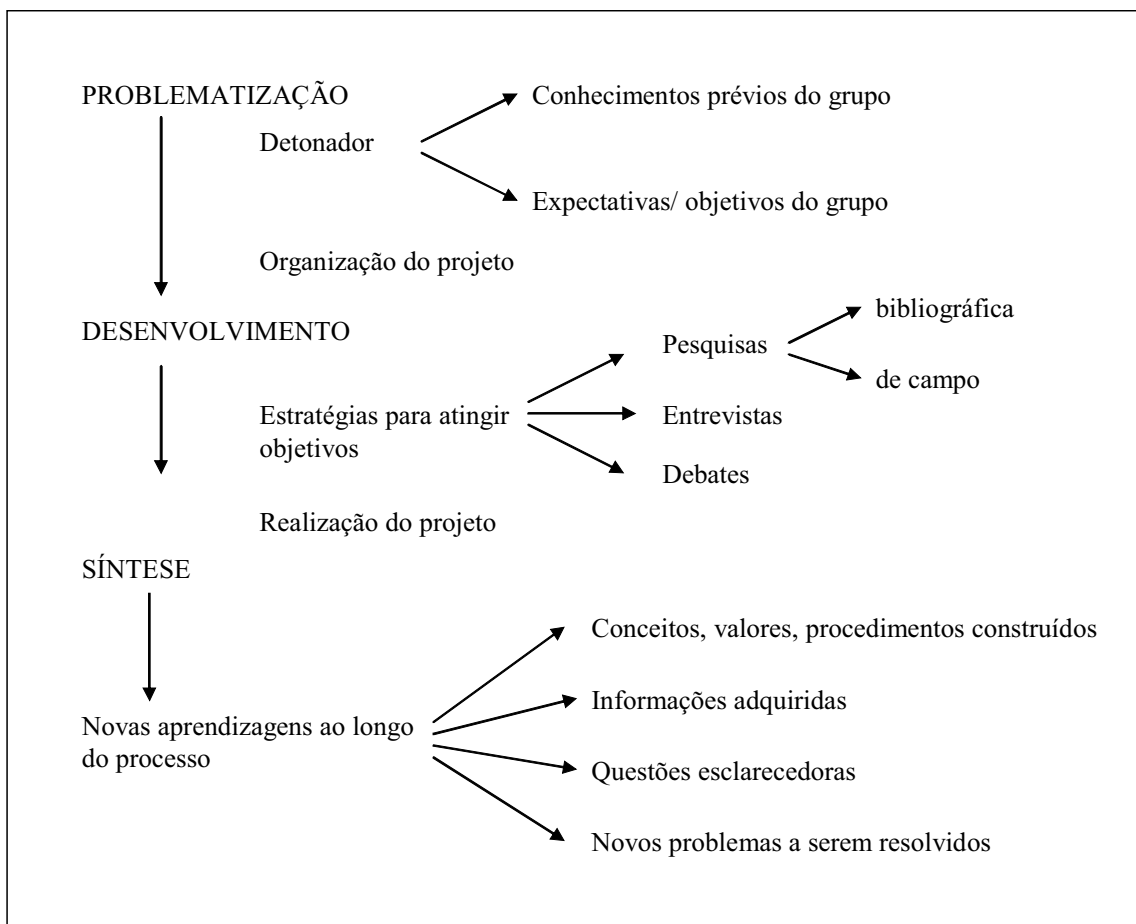 PROBLEMATIZAÇÃO
Conhecimentos prévios do grupo
Detonador
Expectativas/ objetivos do grupo
Organização do projeto
DESENVOLVIMENTO
bibliográfica
Pesquisas
de campo
Estratégias para atingir
objetivos
Entrevistas
Debates
Realização do projeto
SÍNTESE
Conceitos, valores, procedimentos construídos
Informações adquiridas
Novas aprendizagens ao longo
do processo
Questões esclarecedoras
Novos problemas a serem resolvidos